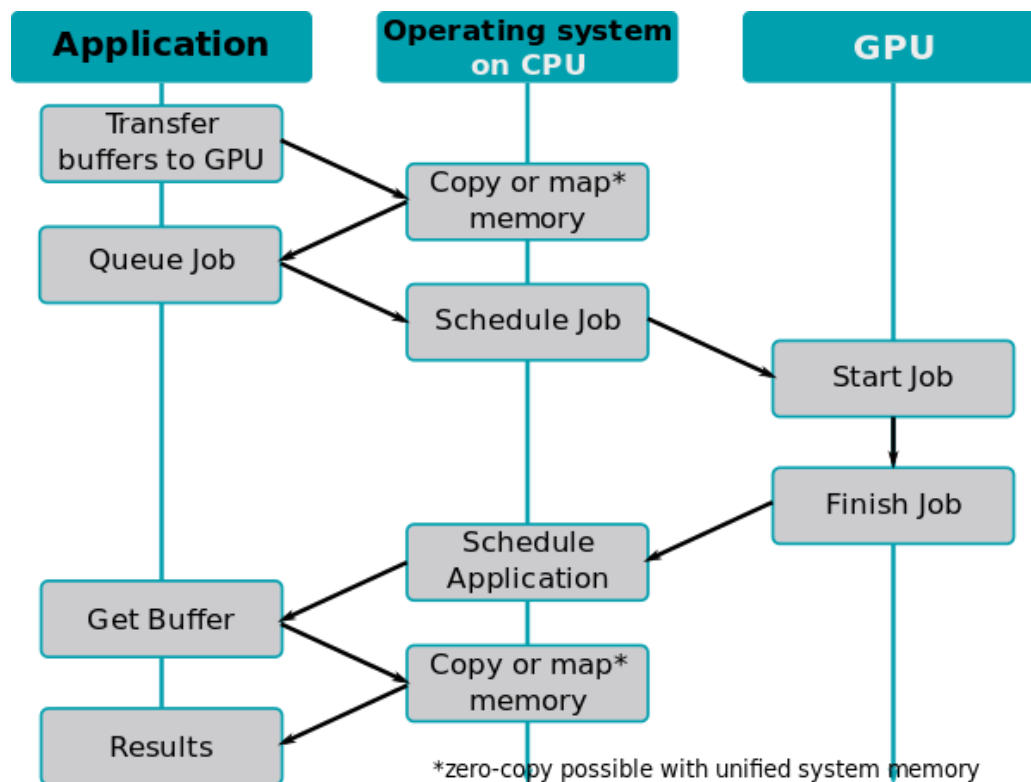 Application
Operating system
on CPU
GPU
Transfer
buffers to GPU
Copy or map*
memory
Queue Job
Schedule Job
Start Job
Finish Job
Schedule
Application
Get Buffer
Copy or map*
memory
Results
*zero-copy possible with unified system memory